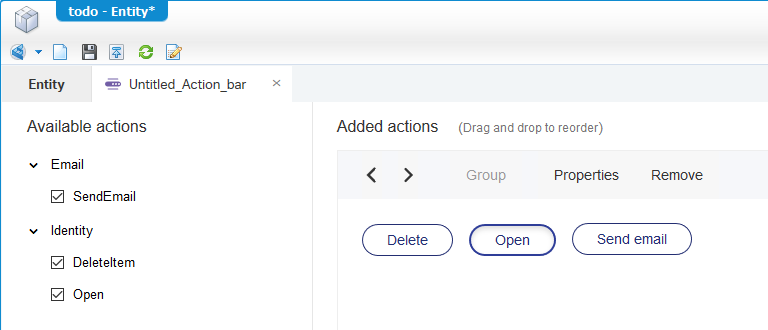 todo - Entity*
Entity
Untitled_Action_bar ×
Available actions
Email
SendEmail
Identity
DeleteItem
Open
Added actions (Drag and drop to reorder)
Group Properties Remove
Delete Open Send email